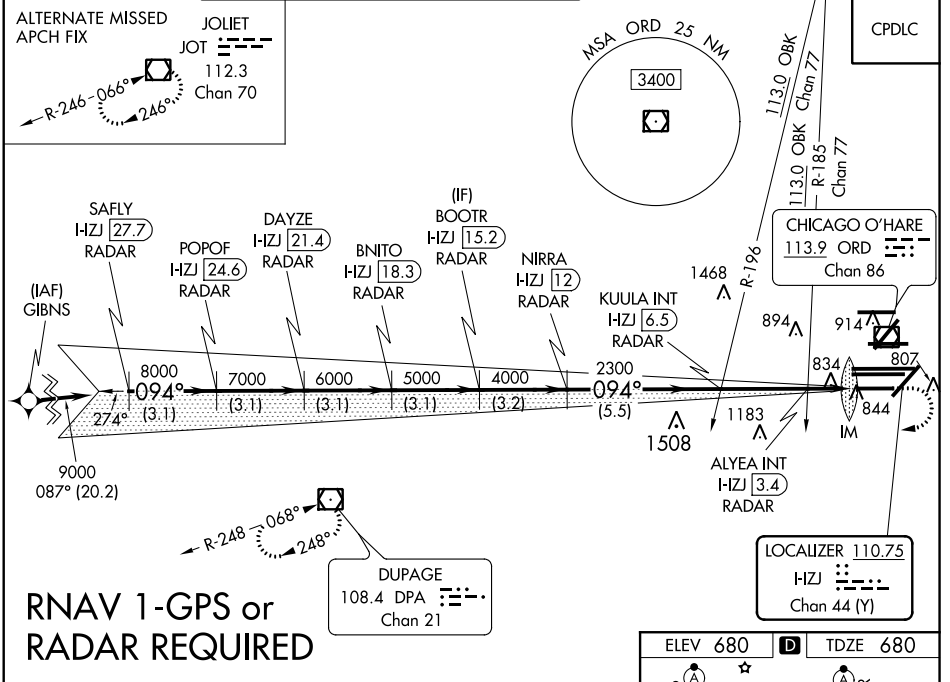 ALTERNATE MISSED
APCH FIX
JOLIET
JOT
112.3
Chan 70
R-246
066°
246°
MSA ORD 25 NM
3400
CPDLC
113.0 OBK
Chan 77
R-196
113.0 OBK
R-185
Chan 77
CHICAGO O'HARE
113.9 ORD
Chan 86
(IAF)
GIBNS
SAFLY
I-IZJ 27.7
RADAR
POPOF
I-IZJ 24.6
RADAR
DAYZE
I-IZJ 21.4
RADAR
BNITO
I-IZJ 18.3
RADAR
(IF)
BOOTR
I-IZJ 15.2
RADAR
NIRRA
I-IZJ 12
RADAR
KUULA INT
I-IZJ 6.5
RADAR
1468
894
914
834
807
844
IM
8000
7000
6000
5000
4000
2300
094°
094°
274°
(3.1)
(3.1)
(3.1)
(3.1)
(3.2)
(5.5)
9000
087° (20.2)
1508
1183
ALYEA INT
I-IZJ 3.4
RADAR
R-248
068°
248°
DUPAGE
108.4 DPA
Chan 21
LOCALIZER 110.75
I-IZJ
Chan 44 (Y)
RNAV 1-GPS or
RADAR REQUIRED
ELEV 680 D TDZE 680
A
A